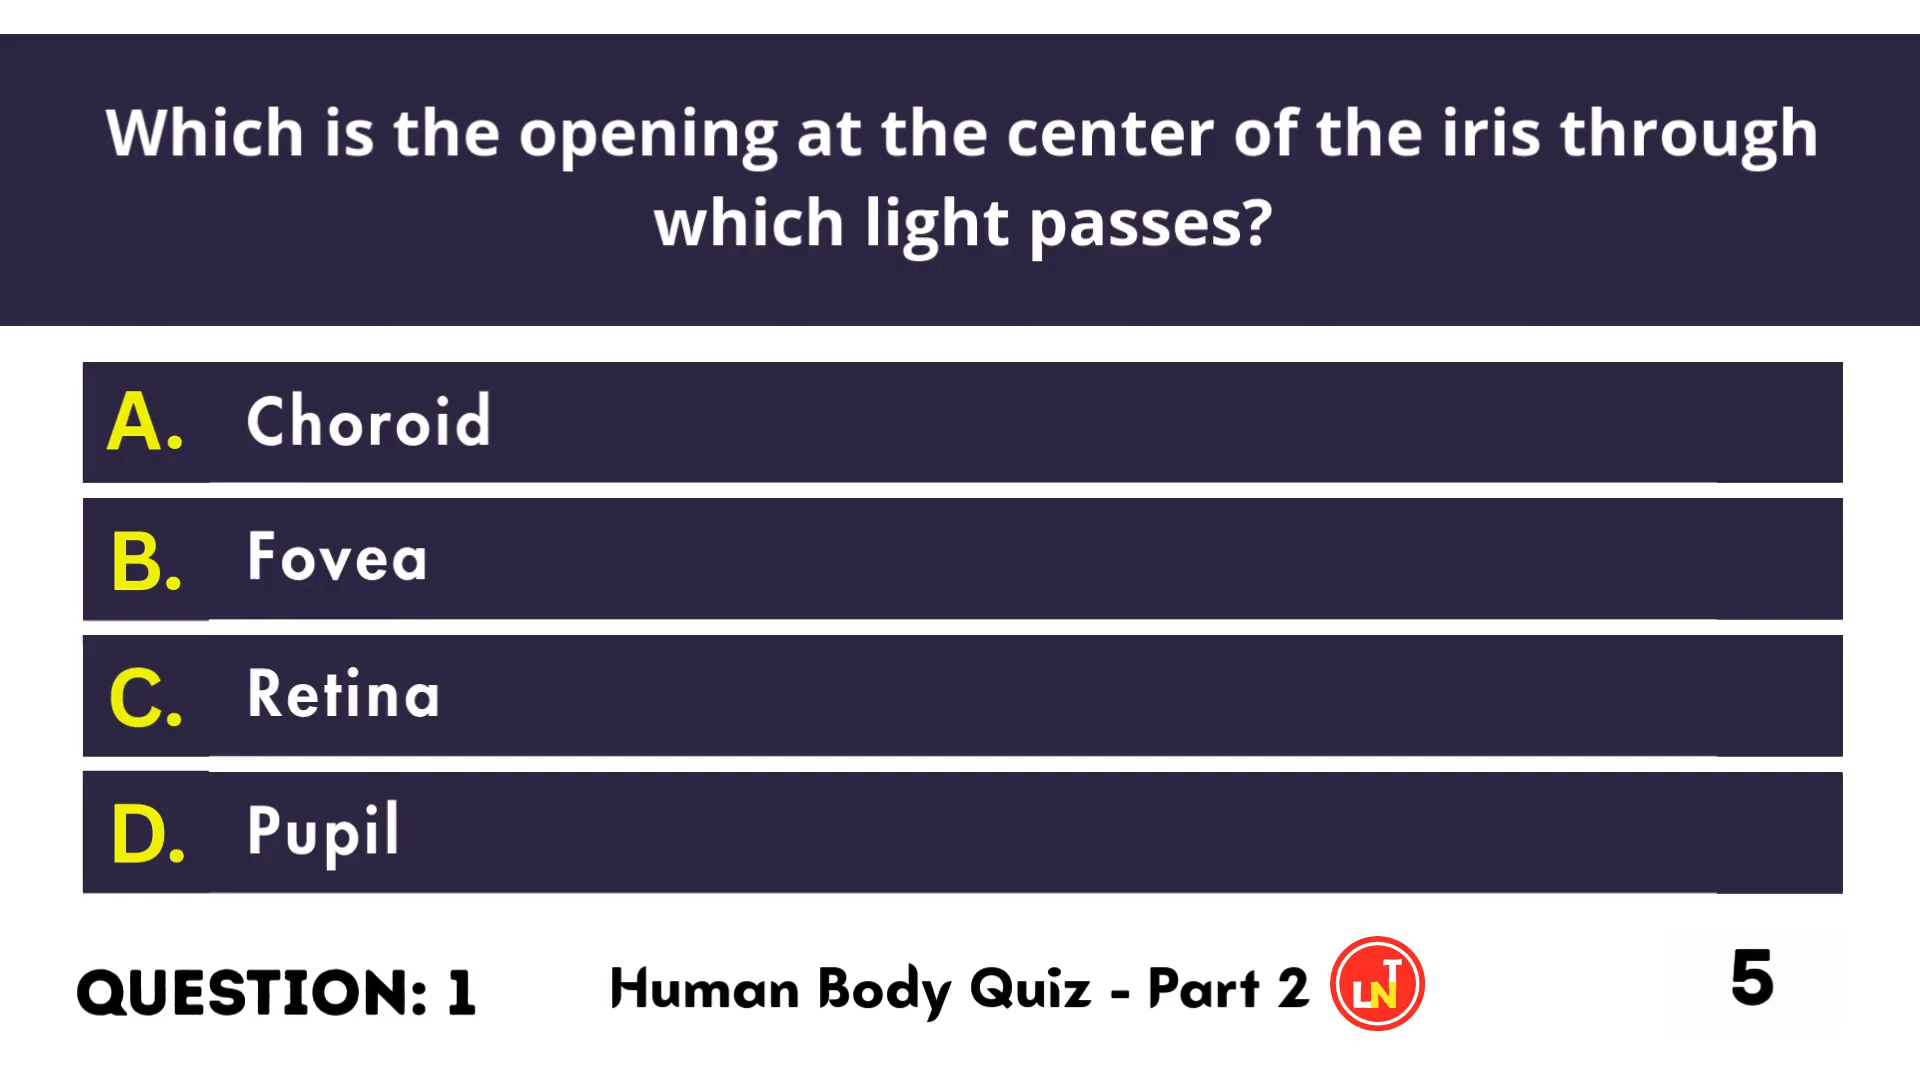 Which is the opening at the center of the iris through
which light passes?
A. Choroid
B. Fovea
C. Retina
D. Pupil
QUESTION: 1 Human Body Quiz - Part 2 LNT 5